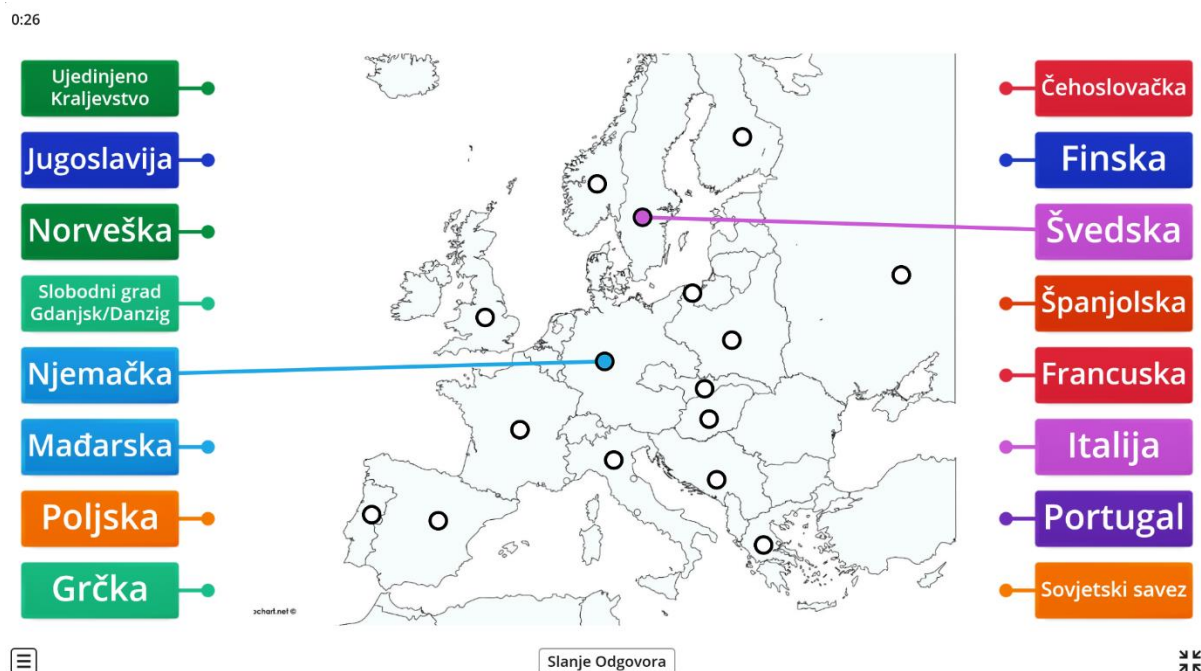 0:26
Ujedinjeno
Kraljevstvo
Jugoslavija
Norveška
Slobodni grad
Gdanjsk/Danzig
Njemačka
Mađarska
Poljska
Grčka
Čehoslovačka
Finska
Švedska
Španjolska
Francuska
Italija
Portugal
Sovjetski savez
Slanje Odgovora